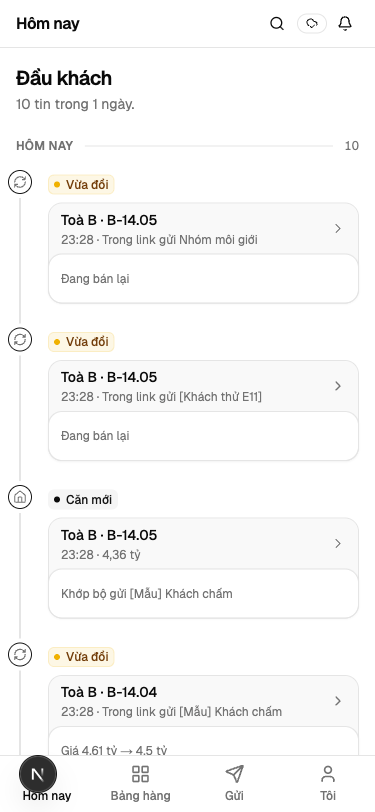 Hôm nay
Đầu khách
10 tin trong 1 ngày.
HÔM NAY 10
Vừa đổi
Toà B · B-14.05
23:28 · Trong link gửi Nhóm môi giới
Đang bán lại
Vừa đổi
Toà B · B-14.05
23:28 · Trong link gửi [Khách thử E11]
Đang bán lại
Căn mới
Toà B · B-14.05
23:28 · 4,36 tỷ
Khớp bộ gửi [Mẫu] Khách chấm
Vừa đổi
Toà B · B-14.04
23:28 · Trong link gửi [Mẫu] Khách chấm
Giá 4,61 tỷ → 4,5 tỷ
N
Hôm nay Bảng hàng Gửi Tôi